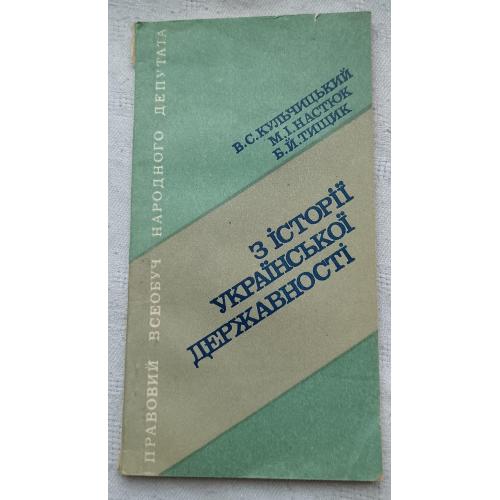 В.С.КУЛЬЧИЦЬКИЙ
М.І.НАСТЮК
Б.Й.ТИЩИК
З ІСТОРІЇ
УКРАЇНСЬКОЇ
ДЕРЖАВНОСТІ
ПРАВОВИЙ ВСЕОБУЧ НАРОДНОГО ДЕПУТАТА